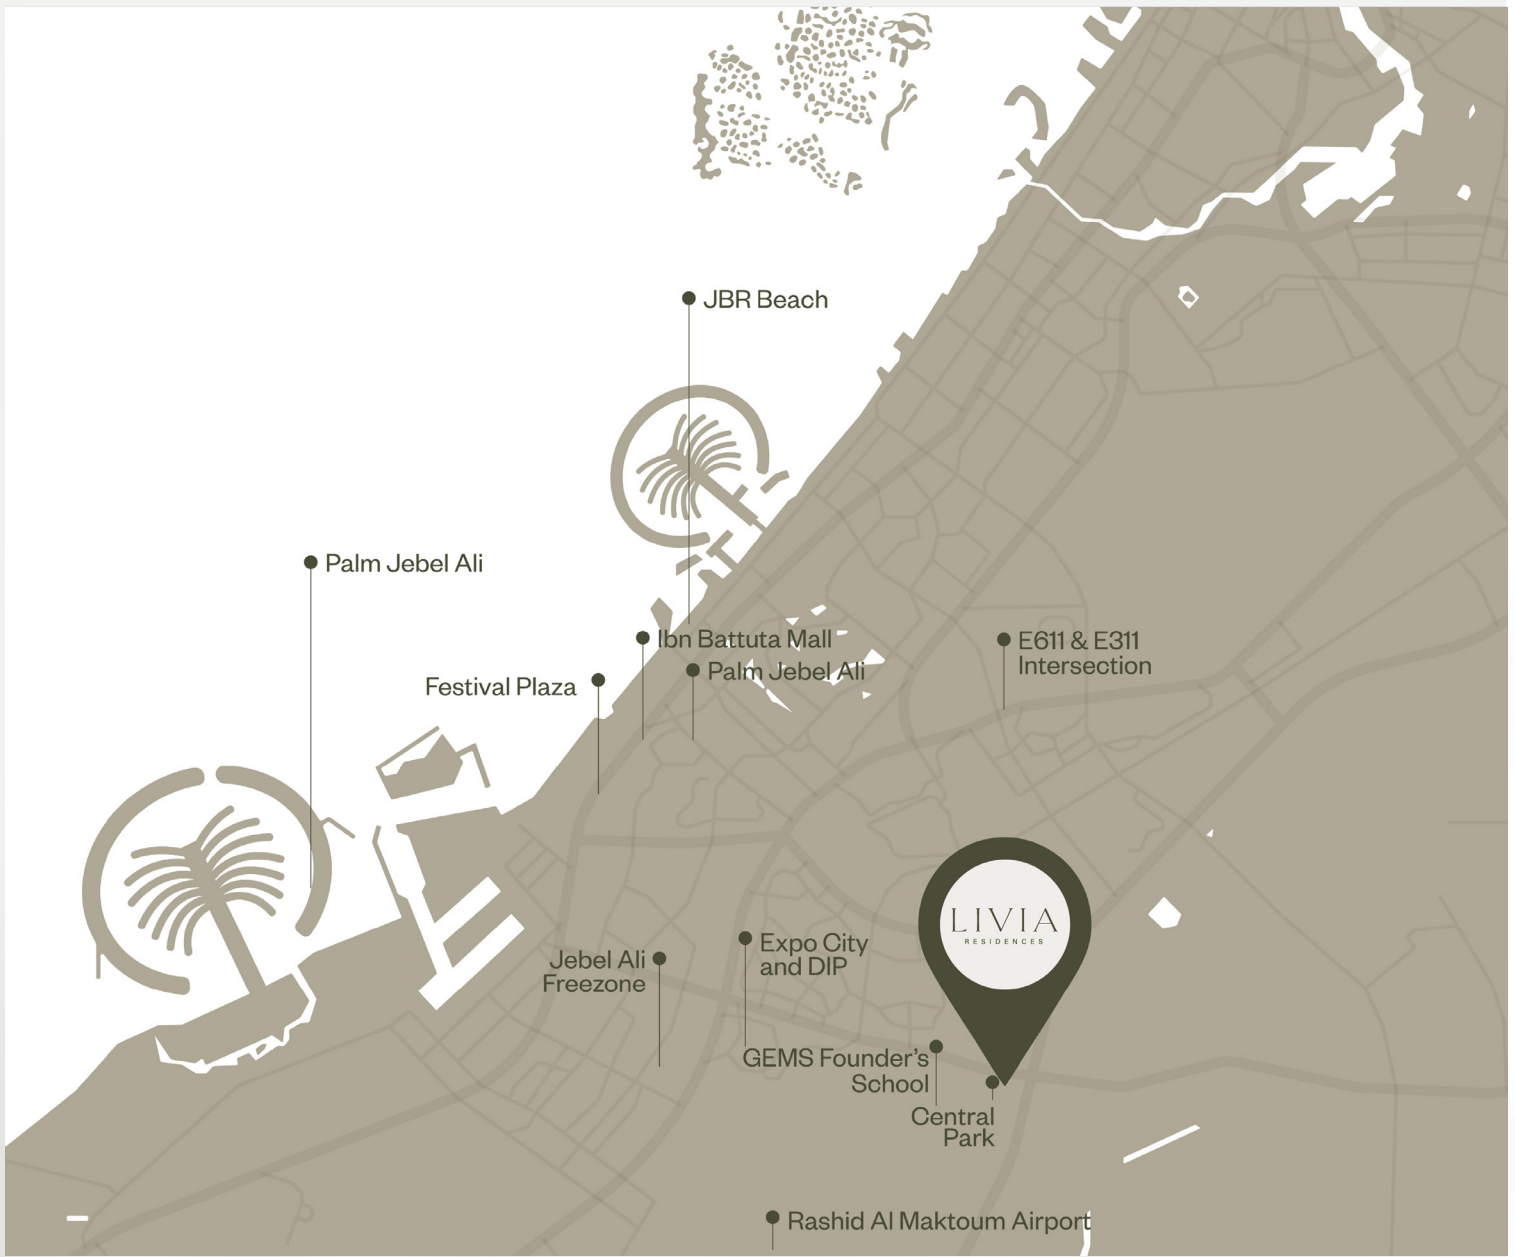 JBR Beach
Palm Jebel Ali
Ibn Battuta Mall
E611 & E311
Intersection
Palm Jebel Ali
Festival Plaza
LIVIA
RESIDENCES
Expo City
and DIP
Jebel Ali
Freezone
GEMS Founder’s
School
Central
Park
Rashid Al Maktoum Airport